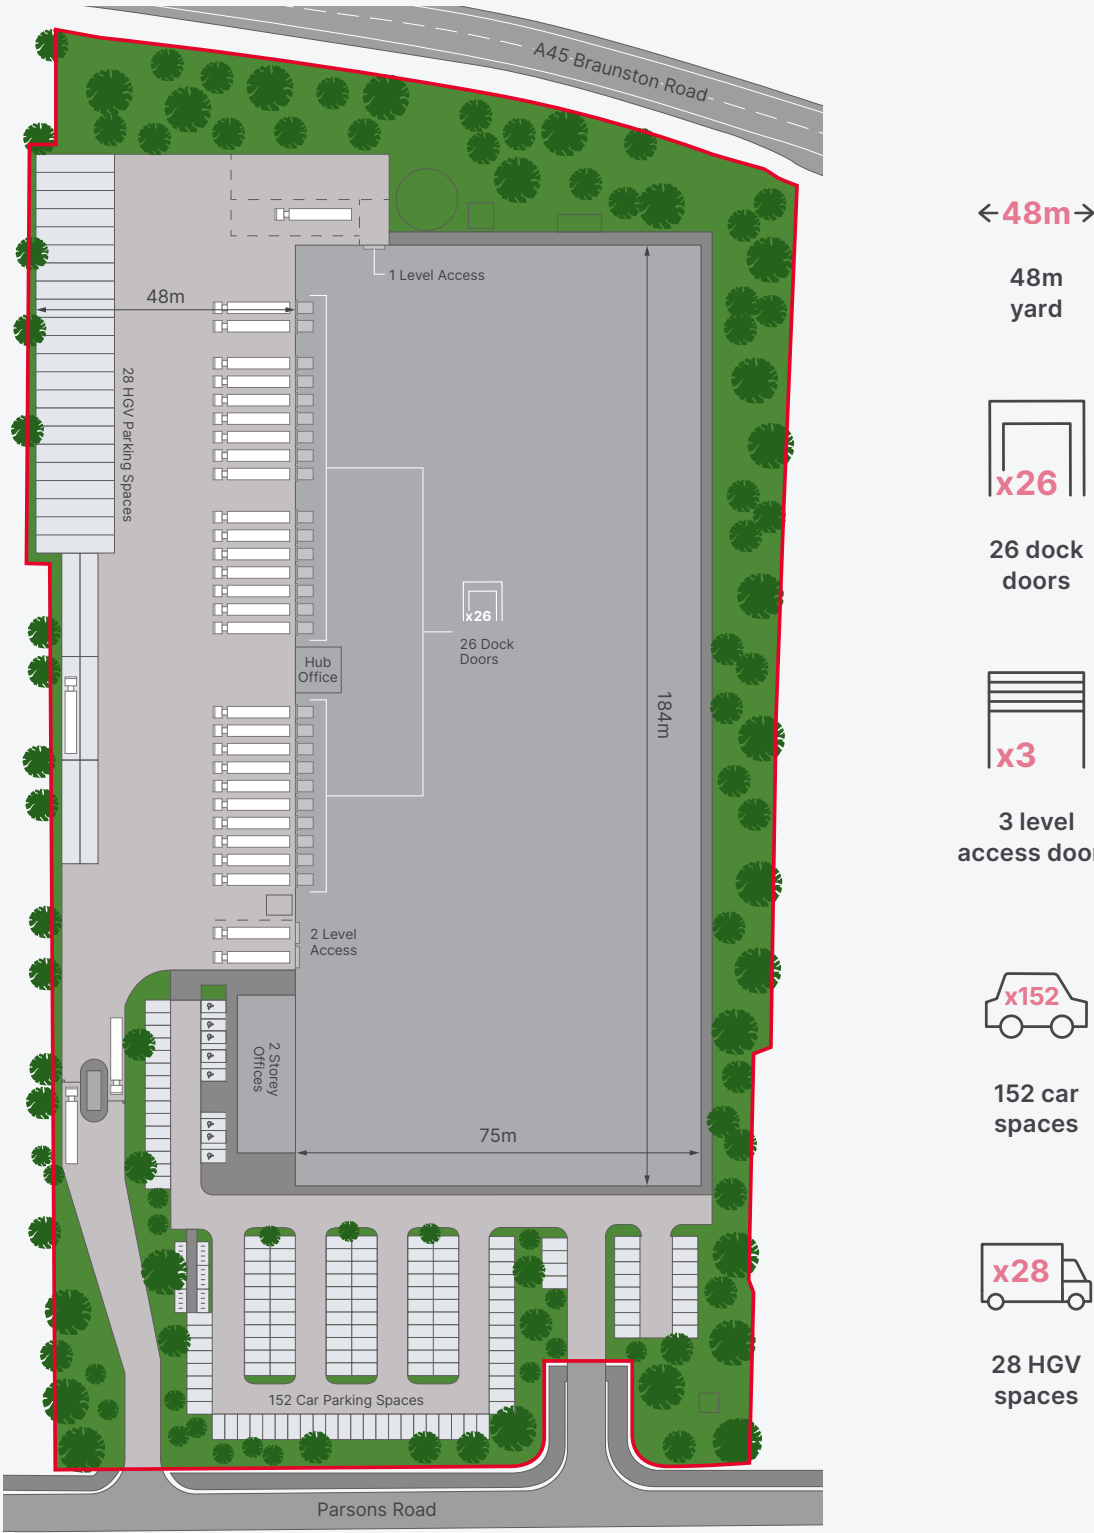 A45 Braunston Road
1 Level Access
48m
28 HGV Parking Spaces
x26
26 Dock
Doors
Hub
Office
184m
2 Level
Access
2 Storey
Offices
75m
152 Car Parking Spaces
Parsons Road
48m
48m
yard
x26
26 dock
doors
x3
3 level
access door
x152
152 car
spaces
x28
28 HGV
spaces